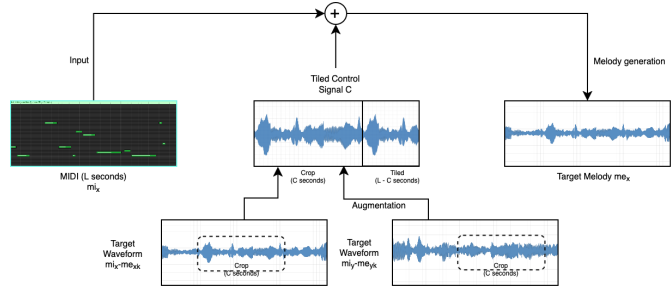 +
Input
Melody generation
Tiled Control
Signal C
MIDI (L seconds)
mi_x
Crop
(C seconds)
Tiled
(L - C seconds)
Target Melody me_x
Augmentation
Target
Waveform
mi_x-me_xk
Crop
(C seconds)
Target
Waveform
mi_y-me_yk
Crop
(C seconds)